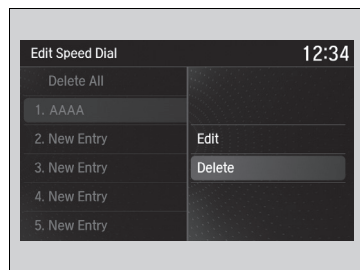 Edit Speed Dial 12:34
Delete All
1. AAAA
2. New Entry
Edit
3. New Entry
Delete
4. New Entry
5. New Entry